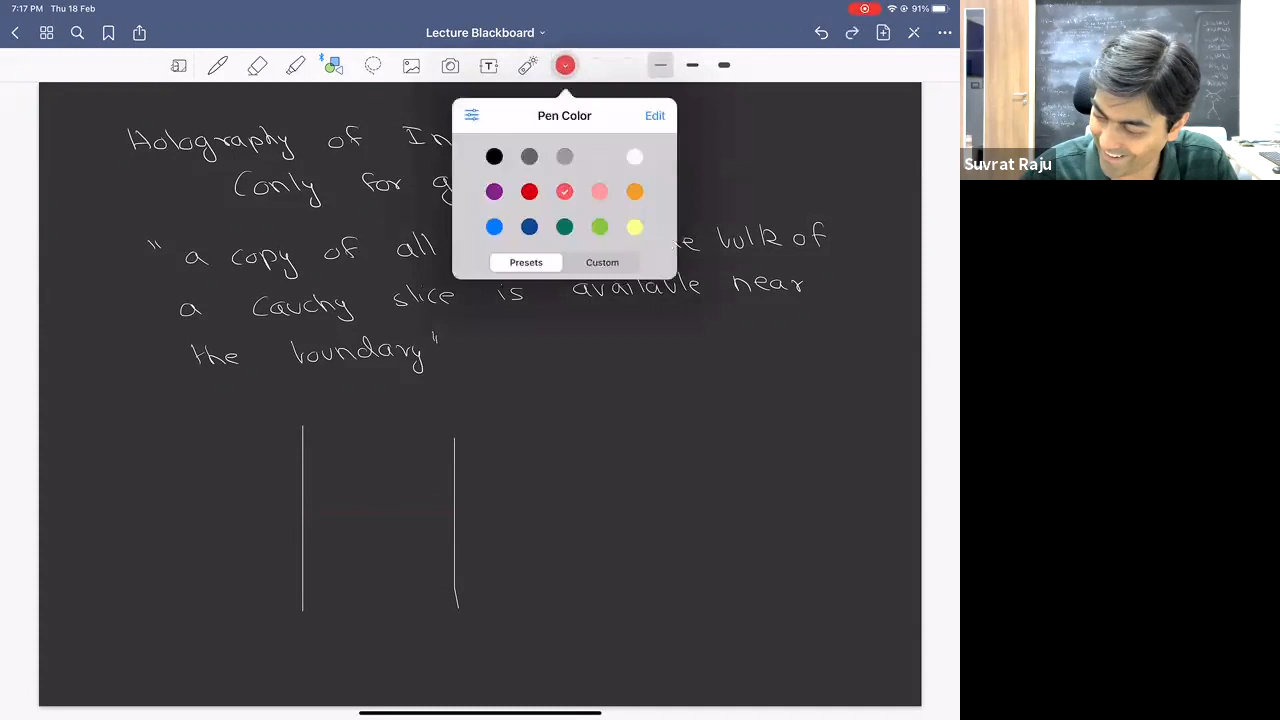 7:17 PM Thu 18 Feb
91%
Lecture Blackboard
T
Pen Color
Edit
Presets
Custom
Holography of In
(only for
" a copy of all bulk of
a Cauchy slice is available near
the boundary"
Suvrat Raju